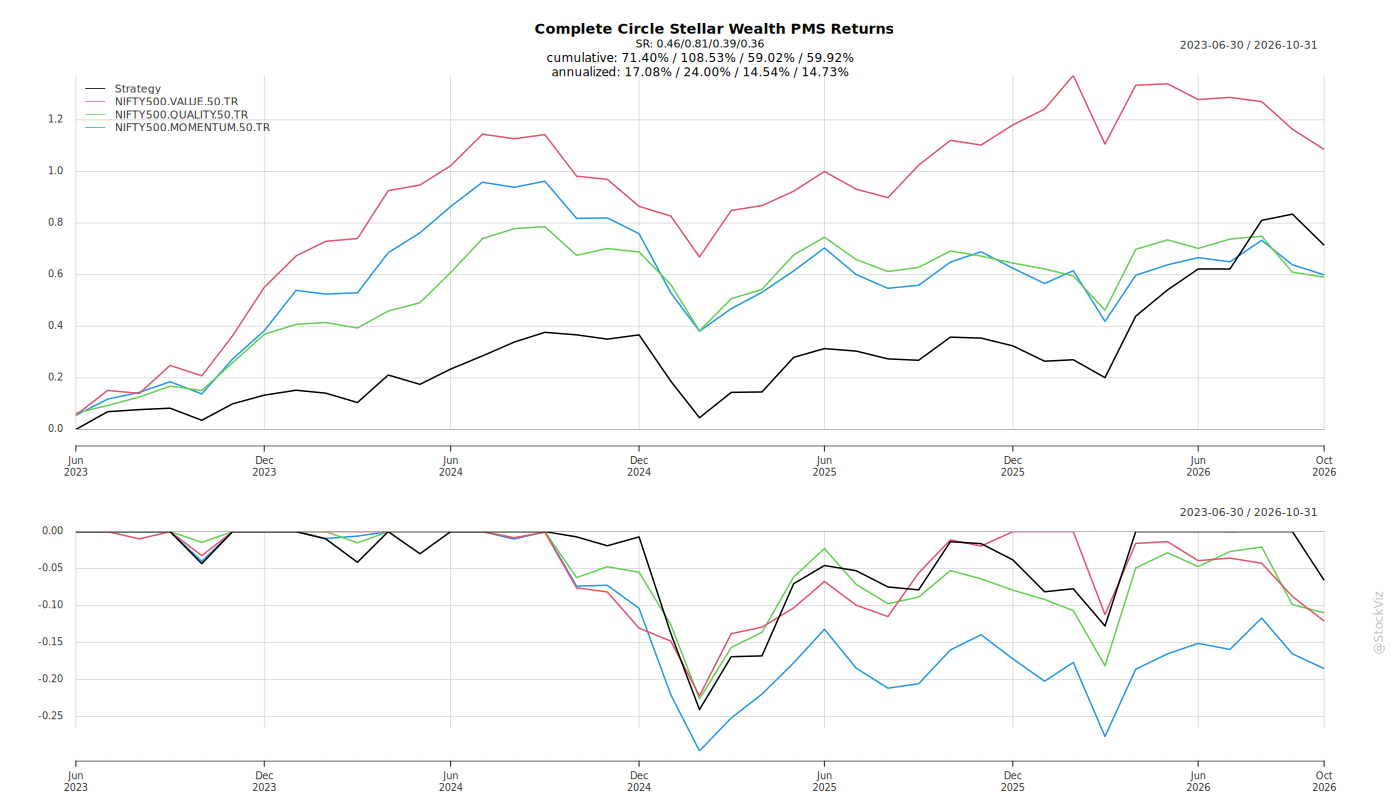 Complete Circle Stellar Wealth PMS Returns
SR: 0.46/0.81/0.39/0.36
cumulative: 71.40% / 108.53% / 59.02% / 59.92%
annualized: 17.08% / 24.00% / 14.54% / 14.73%
2023-06-30 / 2026-10-31
Strategy
NIFTY500.VALUE.50.TR
NIFTY500.QUALITY50.TR
NIFTY500.MOMENTUM.50.TR
1.2
1.0
0.8
0.6
0.4
0.2
0.0
Jun Dec Jun Dec Jun Dec Jun Oct
2023 2023 2024 2024 2025 2025 2026 2026
2023-06-30 / 2026-10-31
0.00
-0.05
-0.10
-0.15
-0.20
-0.25
Jun Dec Jun Dec Jun Dec Jun Oct
2023 2023 2024 2024 2025 2025 2026 2026
@StockViz